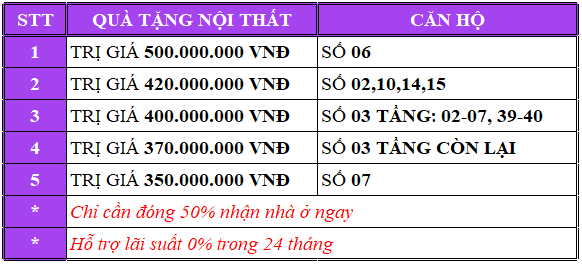 STT QUÀ TẶNG NỘI THẤT CĂN HỘ
1 TRỊ GIÁ 500.000.000 VNĐ SỐ 06
2 TRỊ GIÁ 420.000.000 VNĐ SỐ 02,10,14,15
3 TRỊ GIÁ 400.000.000 VNĐ SỐ 03 TẦNG: 02-07, 39-40
4 TRỊ GIÁ 370.000.000 VNĐ SỐ 03 TẦNG CÒN LẠI
5 TRỊ GIÁ 350.000.000 VNĐ SỐ 07
* Chỉ cần đóng 50% nhận nhà ở ngay
* Hỗ trợ lãi suất 0% trong 24 tháng